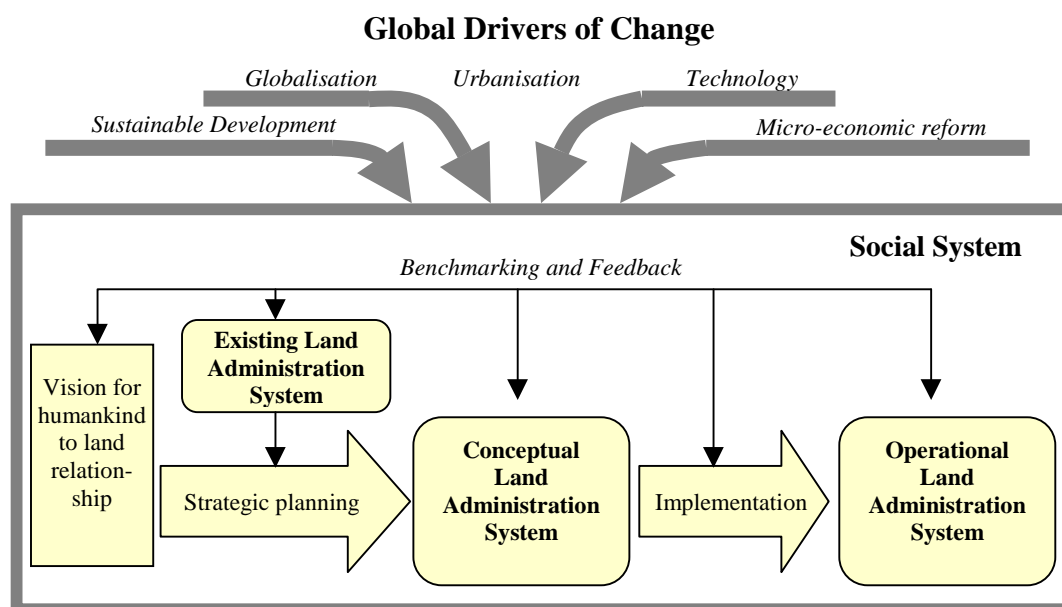 Global Drivers of Change
Globalisation
Urbanisation
Technology
Sustainable Development
Micro-economic reform
Social System
Benchmarking and Feedback
Vision for
humankind
to land
relation-
ship
Existing Land
Administration
System
Strategic planning
Conceptual
Land
Administration
System
Implementation
Operational
Land
Administration
System